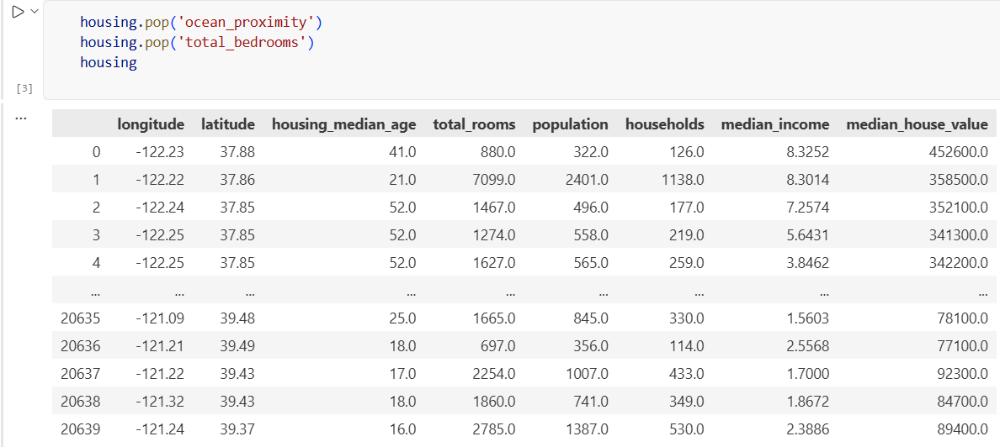 housing.pop('ocean_proximity')
housing.pop('total_bedrooms')
housing
[3]
...
longitude latitude housing_median_age total_rooms population households median_income median_house_value
0 -122.23 37.88 41.0 880.0 322.0 126.0 8.3252 452600.0
1 -122.22 37.86 21.0 7099.0 2401.0 1138.0 8.3014 358500.0
2 -122.24 37.85 52.0 1467.0 496.0 177.0 7.2574 352100.0
3 -122.25 37.85 52.0 1274.0 558.0 219.0 5.6431 341300.0
4 -122.25 37.85 52.0 1627.0 565.0 259.0 3.8462 342200.0
... ... ... ... ... ... ... ... ...
20635 -121.09 39.48 25.0 1665.0 845.0 330.0 1.5603 78100.0
20636 -121.21 39.49 18.0 697.0 356.0 114.0 2.5568 77100.0
20637 -121.22 39.43 17.0 2254.0 1007.0 433.0 1.7000 92300.0
20638 -121.32 39.43 18.0 1860.0 741.0 349.0 1.8672 84700.0
20639 -121.24 39.37 16.0 2785.0 1387.0 530.0 2.3886 89400.0